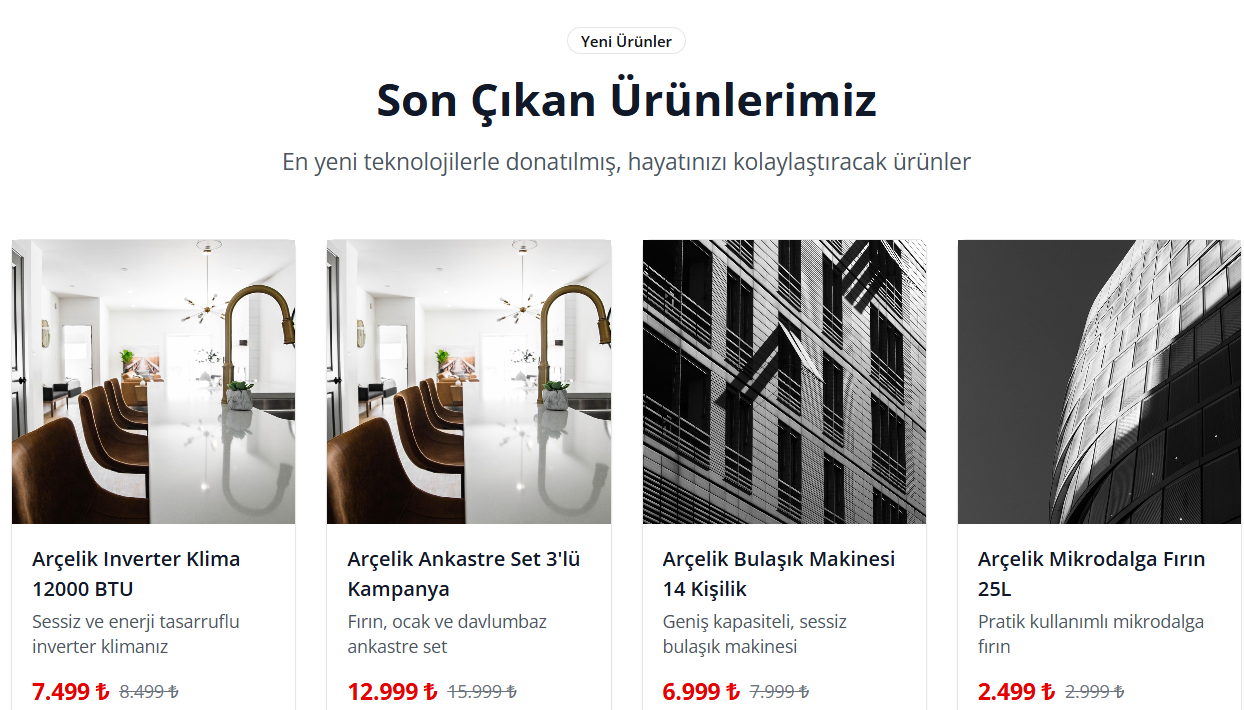 Yeni Ürünler
Son Çıkan Ürünlerimiz
En yeni teknolojilerle donatılmış, hayatınızı kolaylaştıracak ürünler
Arçelik Inverter Klima
12000 BTU
Sessiz ve enerji tasarruflu
inverter klimanız
7.499 ₺ 8.499 ₺
Arçelik Ankastre Set 3'lü
Kampanya
Fırın, ocak ve davlumbaz
ankastre set
12.999 ₺ 15.999 ₺
Arçelik Bulaşık Makinesi
14 Kişilik
Geniş kapasiteli, sessiz
bulaşık makinesi
6.999 ₺ 7.999 ₺
Arçelik Mikrodalga Fırın
25L
Pratik kullanımlı mikrodalga
fırın
2.499 ₺ 2.999 ₺